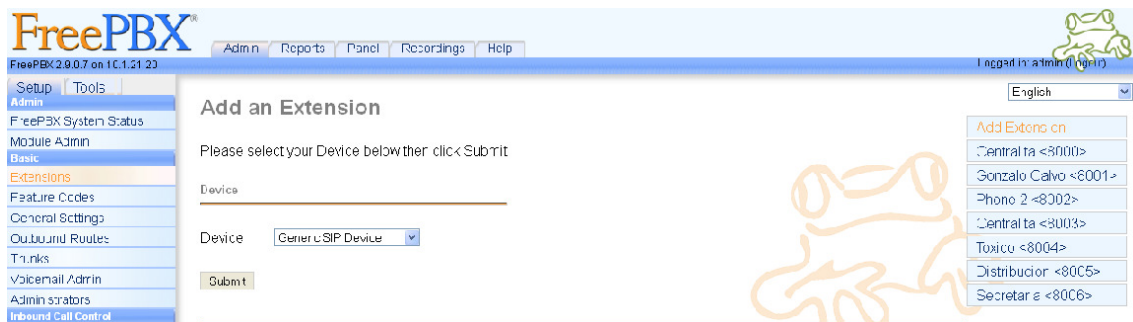 FreePBX®
Admin Reports Panel Recordings Help
FreePBX 2.9.0.7 on 10.1.21.20
Logged in: admin (Logout)
Setup Tools
English
Admin
FreePBX System Status
Module Admin
Basic
Extensions
Feature Codes
General Settings
Outbound Routes
Trunks
Voicemail Admin
Administrators
Inbound Call Control
Add an Extension
Please select your Device below then click Submit
Device
Device Generic SIP Device
Submit
Add Extension
Centralita <8000>
Gonzalo Calvo <8001>
Phono 2 <8002>
Centralita <8003>
Toxico <8004>
Distribucion <8005>
Secretaria <8006>